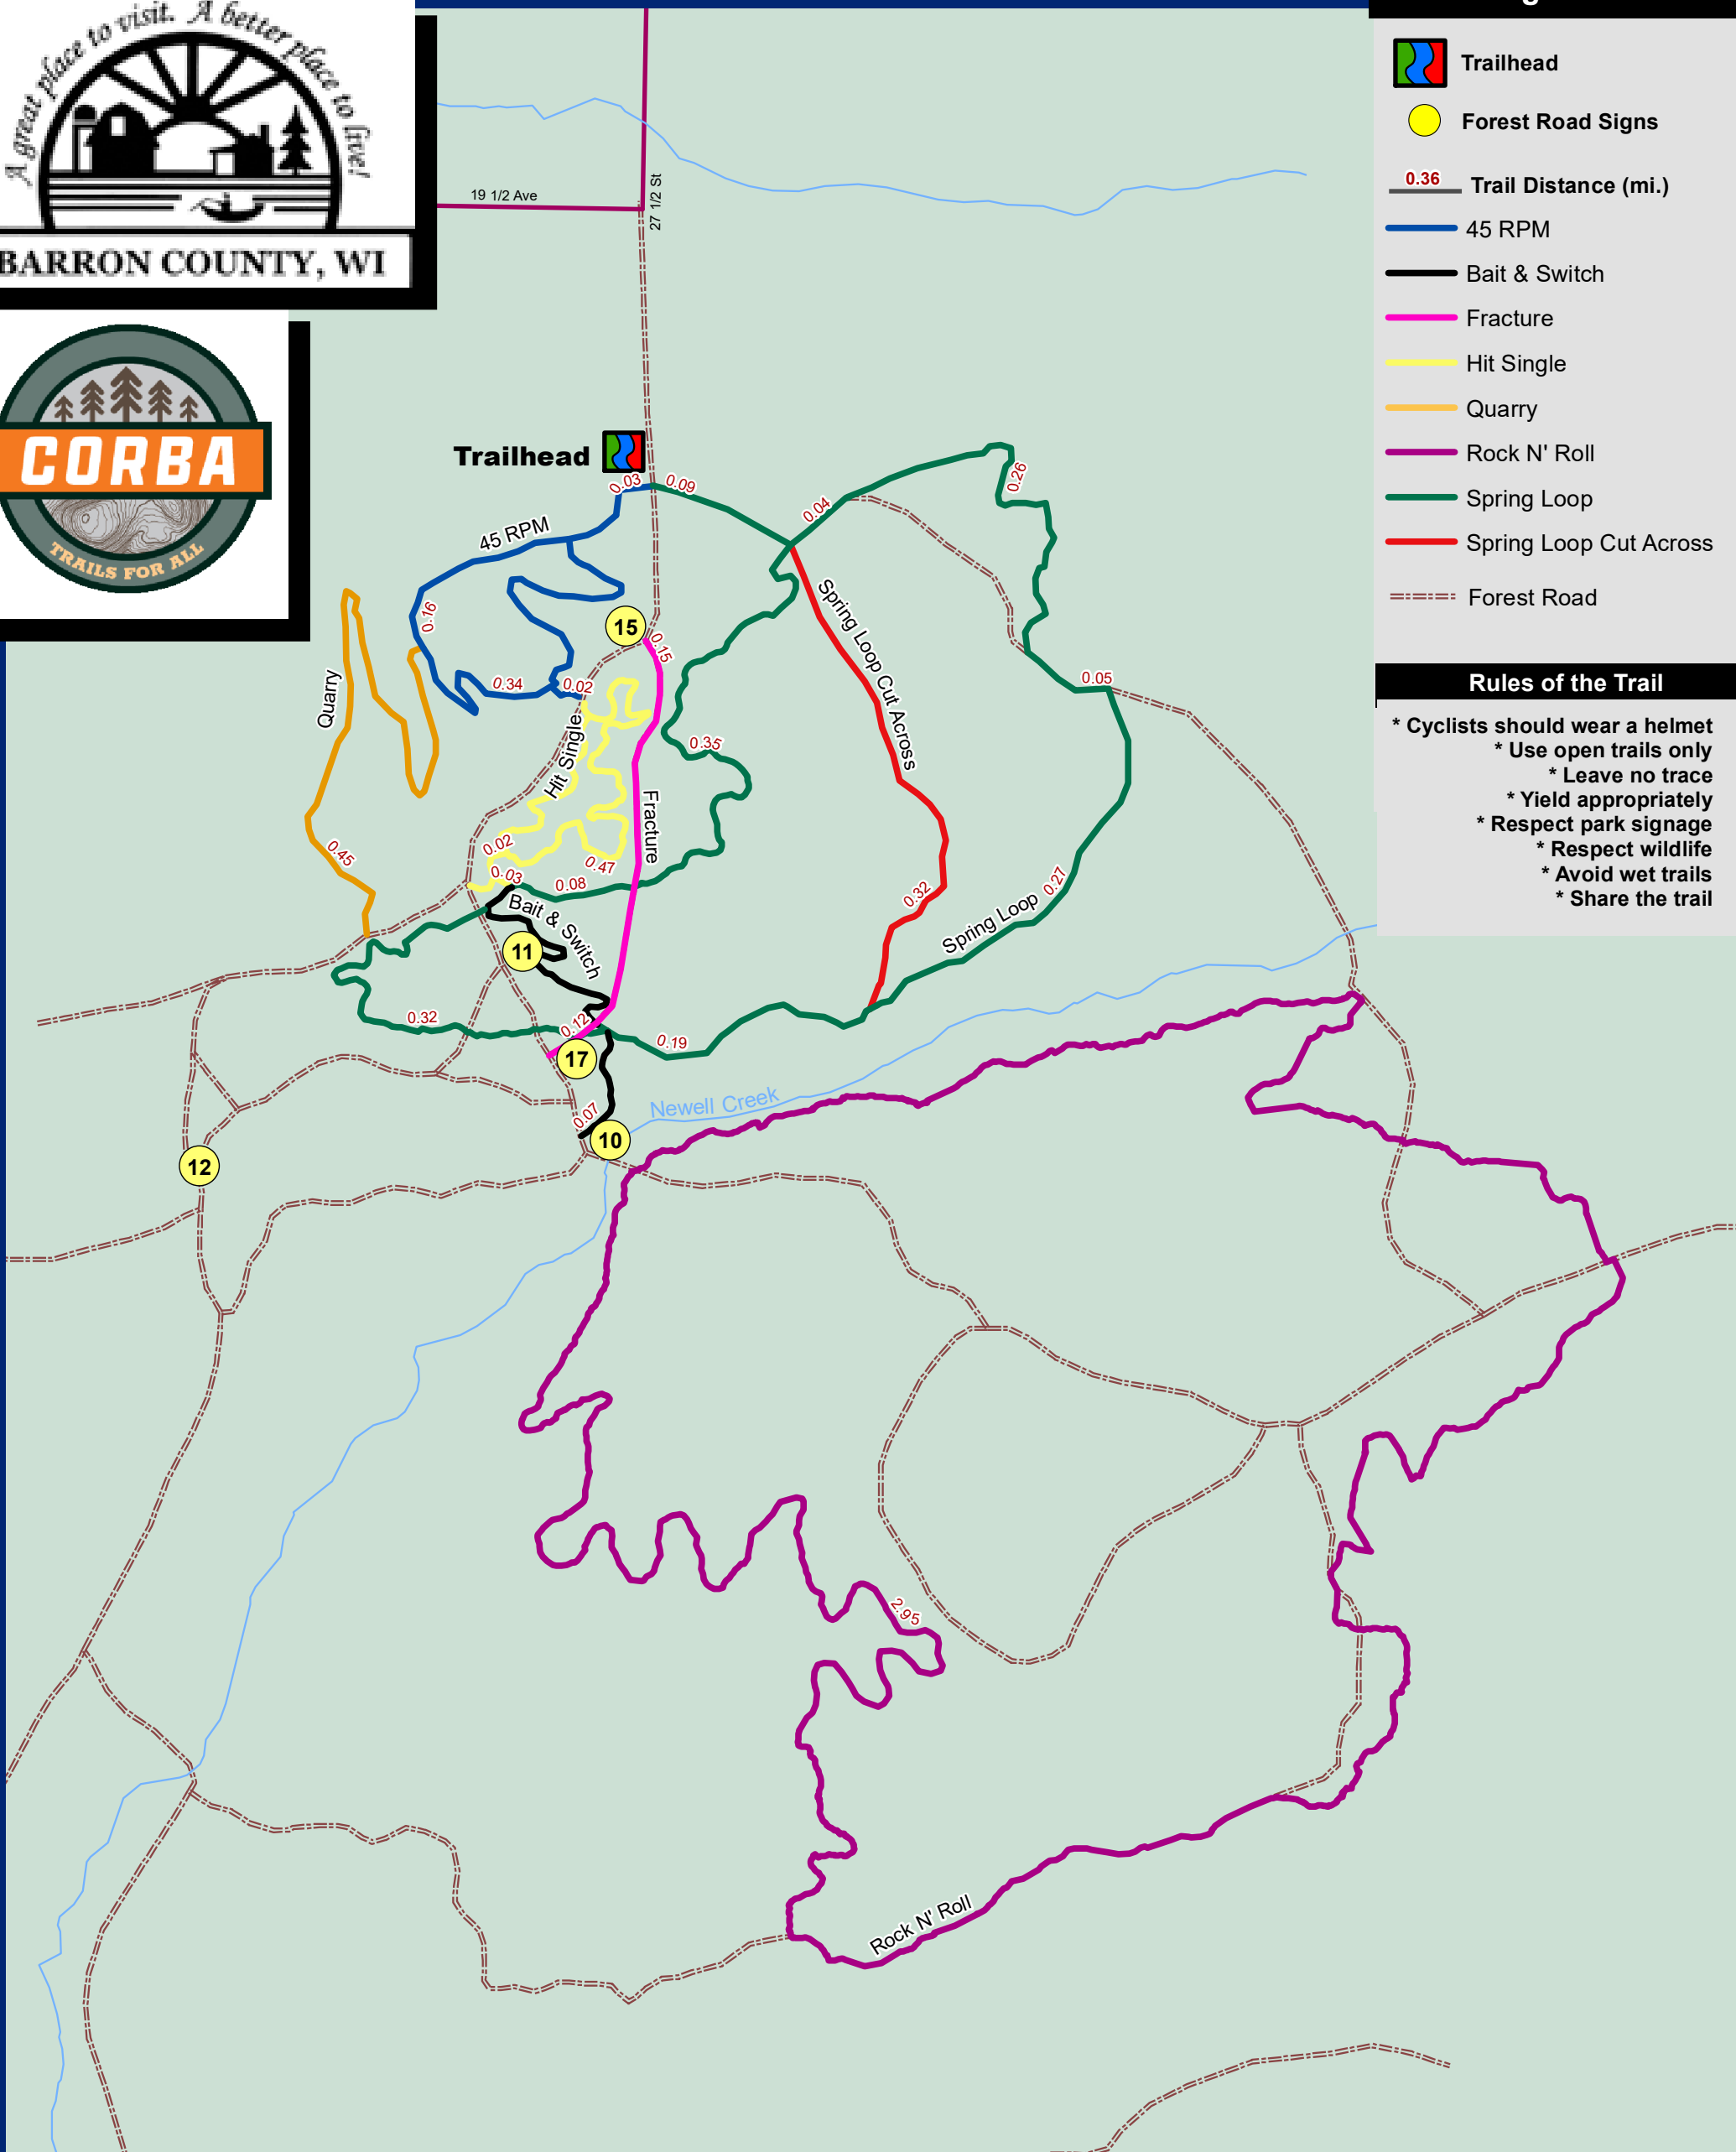 A great place to visit. A better place to live!
BARRON COUNTY, WI
CORBA
TRAILS FOR ALL
Trailhead
Forest Road Signs
0.36
Trail Distance (mi.)
45 RPM
Bait & Switch
Fracture
Hit Single
Quarry
Rock N' Roll
Spring Loop
Spring Loop Cut Across
Forest Road
Rules of the Trail
* Cyclists should wear a helmet
* Use open trails only
* Leave no trace
* Yield appropriately
* Respect park signage
* Respect wildlife
* Avoid wet trails
* Share the trail
19 1/2 Ave
27 1/2 St
Trailhead
0.03
0.09
0.04
0.26
45 RPM
0.16
15
0.15
Spring Loop Cut Across
Quarry
0.34
0.02
0.05
Hit Single
0.35
Fracture
0.45
0.02
0.47
0.03
0.08
0.32
0.27
Bait & Switch
Spring Loop
11
0.32
0.12
0.19
17
Newell Creek
0.07
10
12
2.95
Rock N' Roll